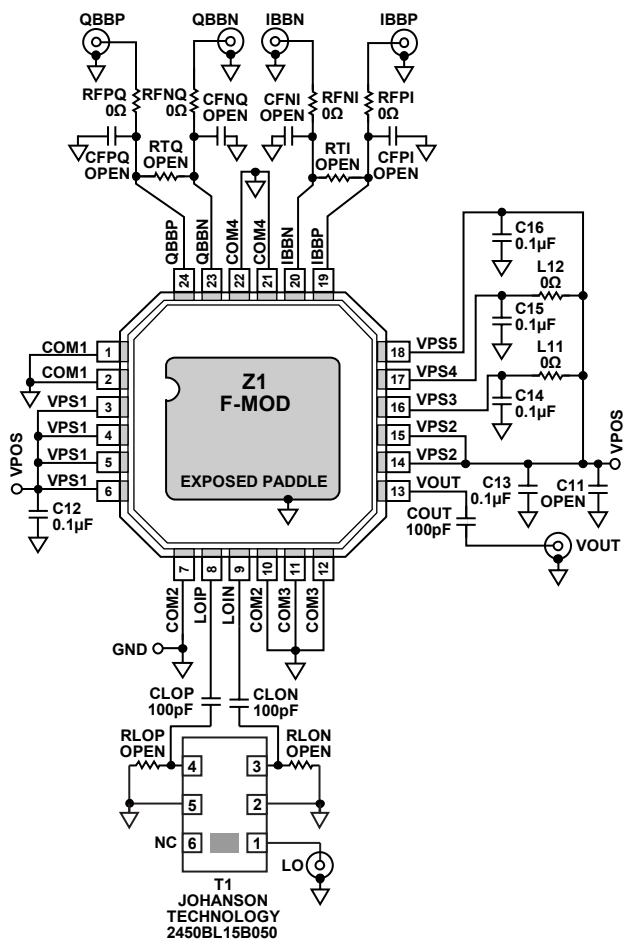 QBBP
QBBN
IBBN
IBBP
RFPQ
0Ω
RFNQ
0Ω
CFNQ
OPEN
CFNI
OPEN
RFNI
0Ω
RFPI
0Ω
CFPQ
OPEN
RTQ
OPEN
RTI
OPEN
CFPI
OPEN
QBBP
QBBN
COM4
COM4
IBBN
IBBP
24
23
22
21
20
19
C16
0.1µF
L12
0Ω
C15
0.1µF
L11
0Ω
C14
0.1µF
COM1
1
COM1
2
VPS1
3
VPS1
4
VPS1
5
VPS1
6
VPOS
C12
0.1µF
Z1
F-MOD
EXPOSED PADDLE
18
VPS5
17
VPS4
16
VPS3
15
VPS2
14
VPS2
13
VOUT
VPOS
C13
0.1µF
C11
OPEN
COUT
100pF
VOUT
7
8
9
10
11
12
COM2
LOIP
LOIN
COM2
COM3
COM3
GND
CLOP
100pF
CLON
100pF
RLOP
OPEN
RLON
OPEN
4
3
5
2
NC
6
1
LO
T1
JOHANSON
TECHNOLOGY
2450BL15B050